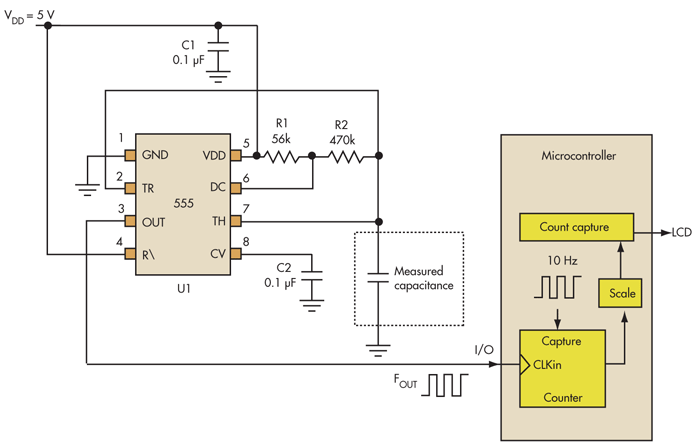 V_DD = 5 V
C1
0.1 µF
R1
56k
R2
470k
1
2
3
4
5
6
7
8
GND
TR
OUT
R\
VDD
DC
TH
CV
555
U1
C2
0.1 µF
Measured
capacitance
Microcontroller
Count capture
LCD
10 Hz
Scale
Capture
CLKin
Counter
I/O
F_OUT